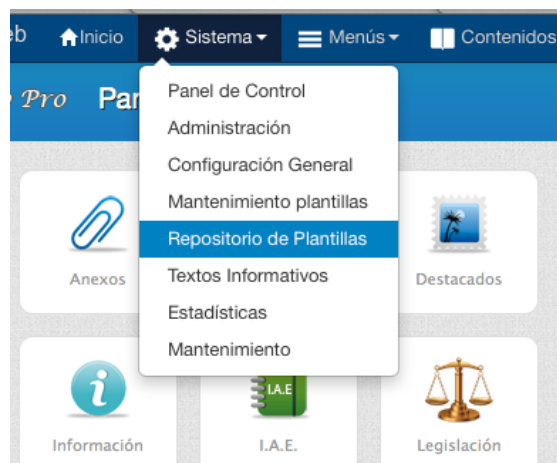 eb Inicio Sistema Menús Contenidos
Pro Par
Panel de Control
Administración
Configuración General
Mantenimiento plantillas
Repositorio de Plantillas
Textos Informativos
Estadísticas
Mantenimiento
Anexos Destacados
I.A.E
Información I.A.E. Legislación